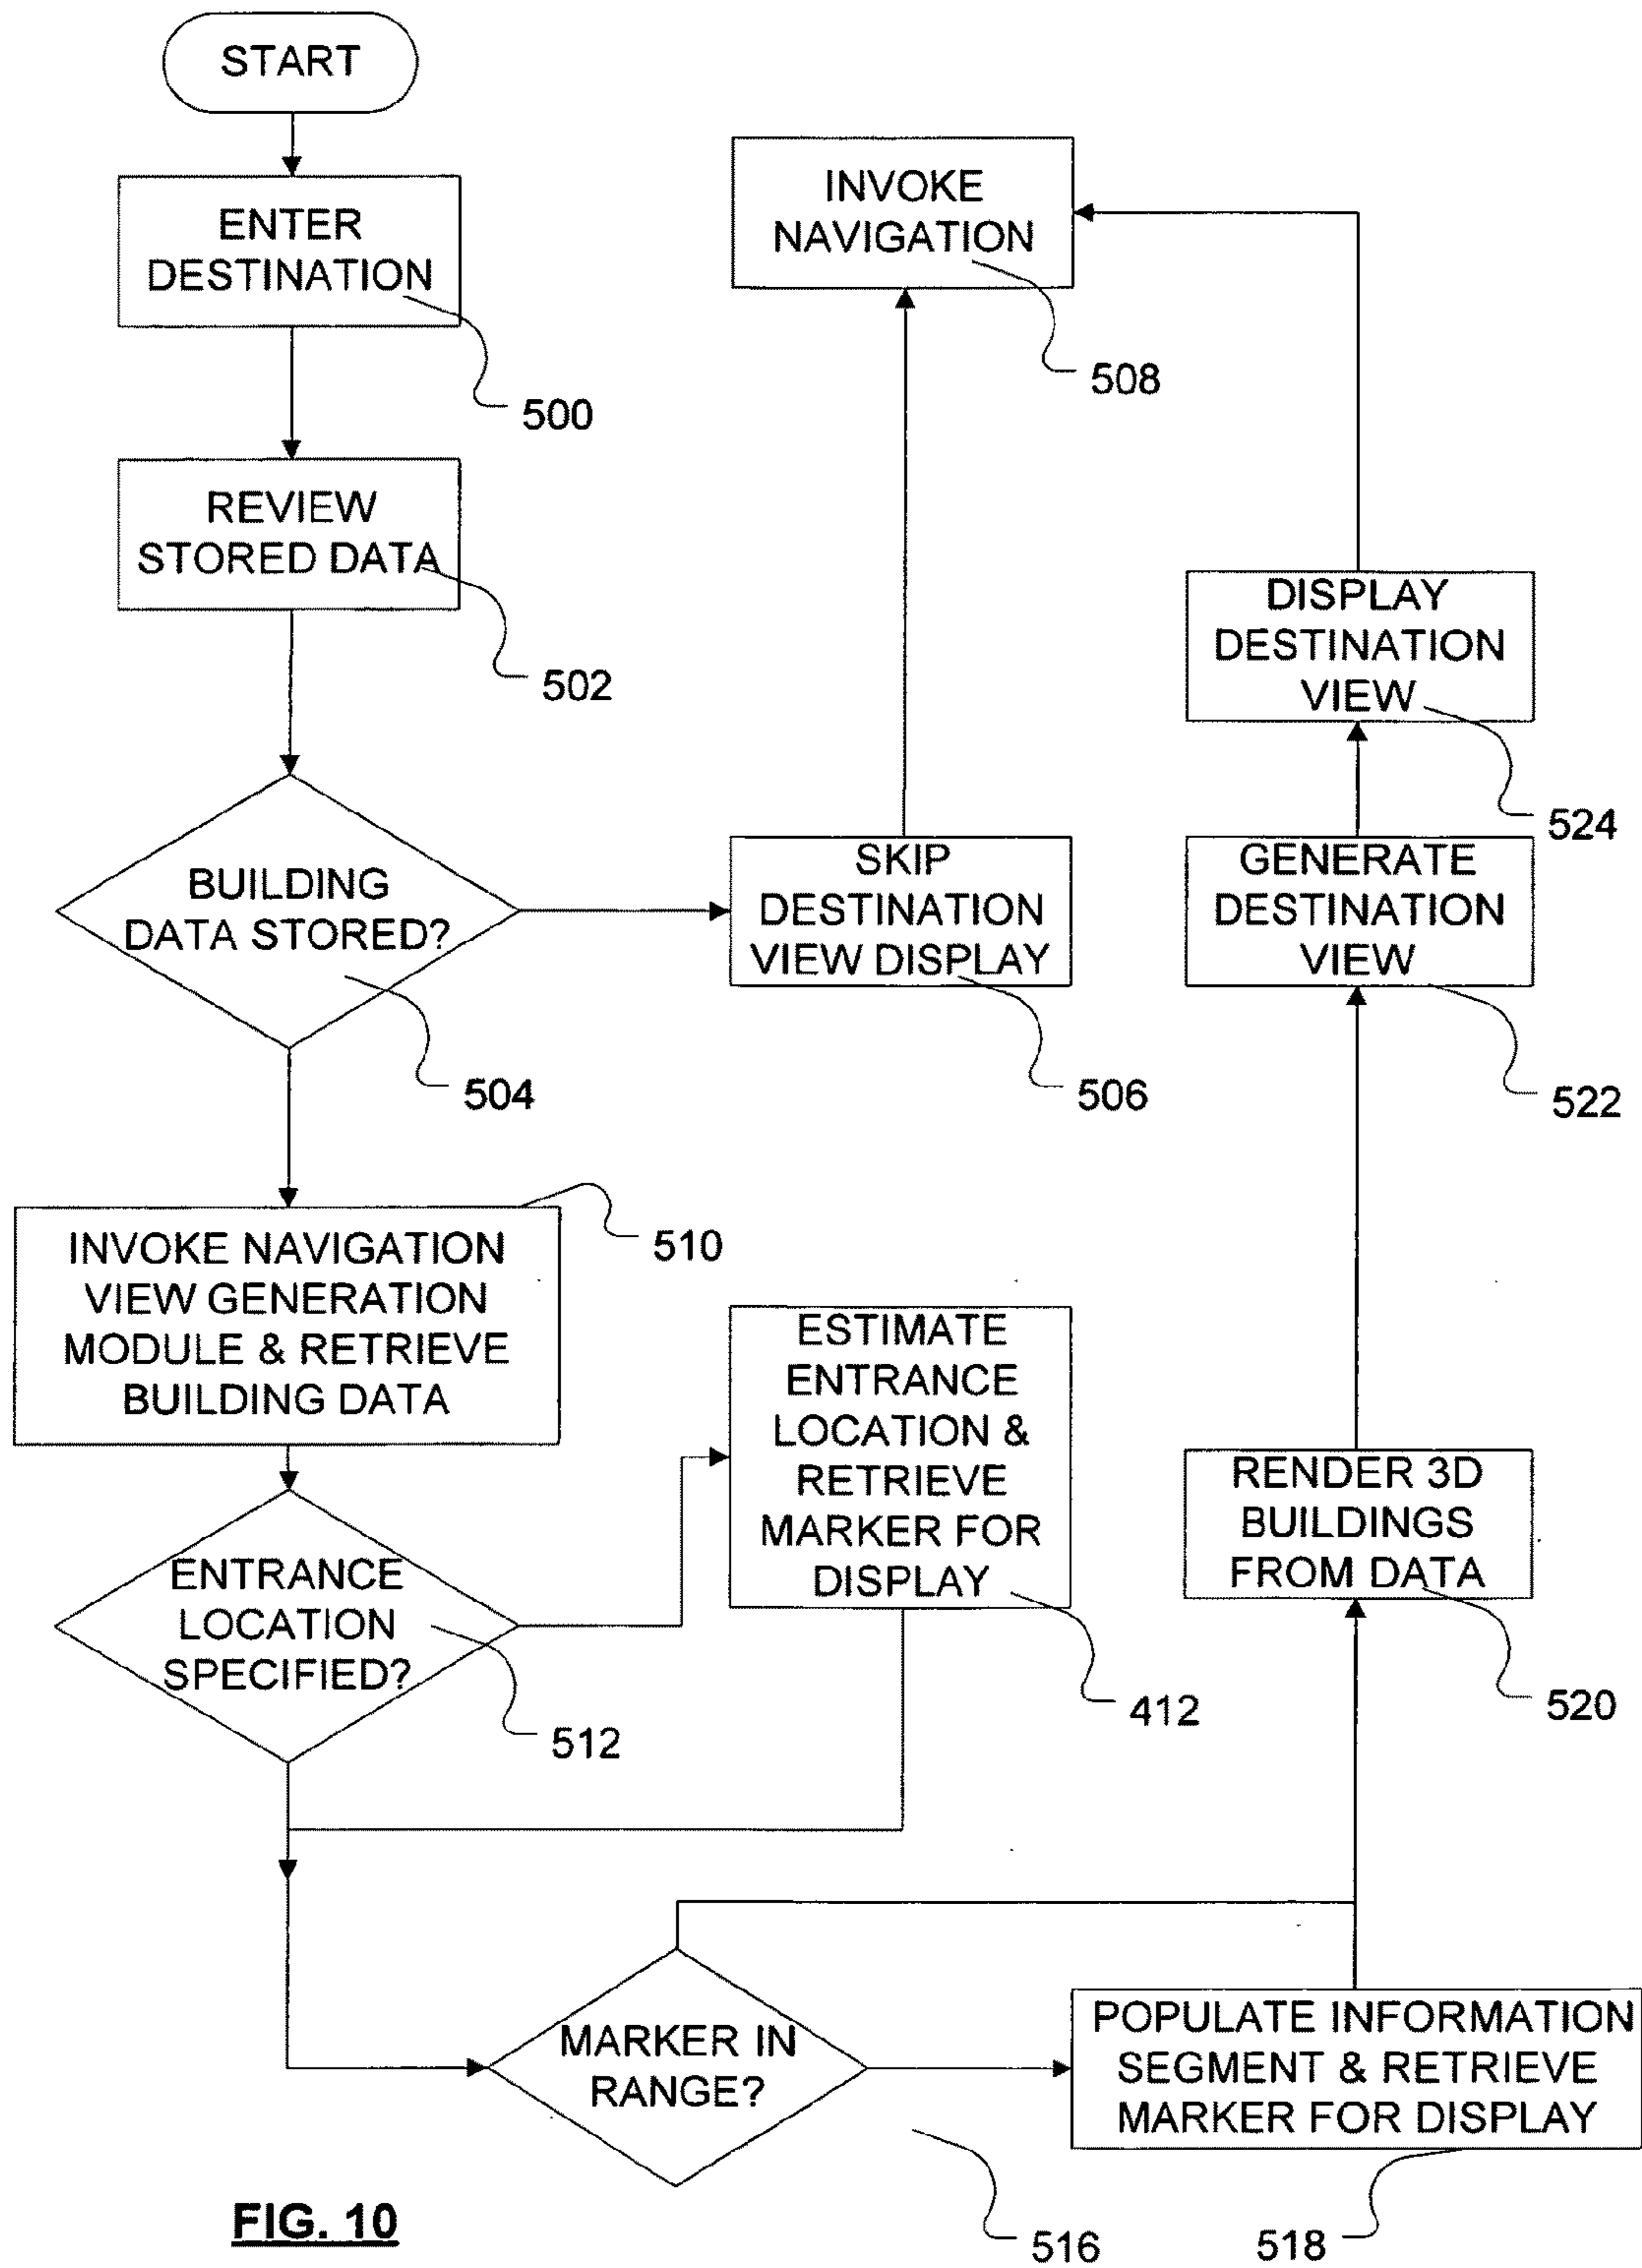 START
ENTER
DESTINATION
500
REVIEW
STORED DATA
502
BUILDING
DATA STORED?
504
SKIP
DESTINATION
VIEW DISPLAY
506
INVOKE
NAVIGATION
508
INVOKE NAVIGATION
VIEW GENERATION
MODULE & RETRIEVE
BUILDING DATA
510
ENTRANCE
LOCATION
SPECIFIED?
512
ESTIMATE
ENTRANCE
LOCATION &
RETRIEVE
MARKER FOR
DISPLAY
412
MARKER IN
RANGE?
516
POPULATE INFORMATION
SEGMENT & RETRIEVE
MARKER FOR DISPLAY
518
RENDER 3D
BUILDINGS
FROM DATA
520
GENERATE
DESTINATION
VIEW
522
DISPLAY
DESTINATION
VIEW
524
FIG. 10